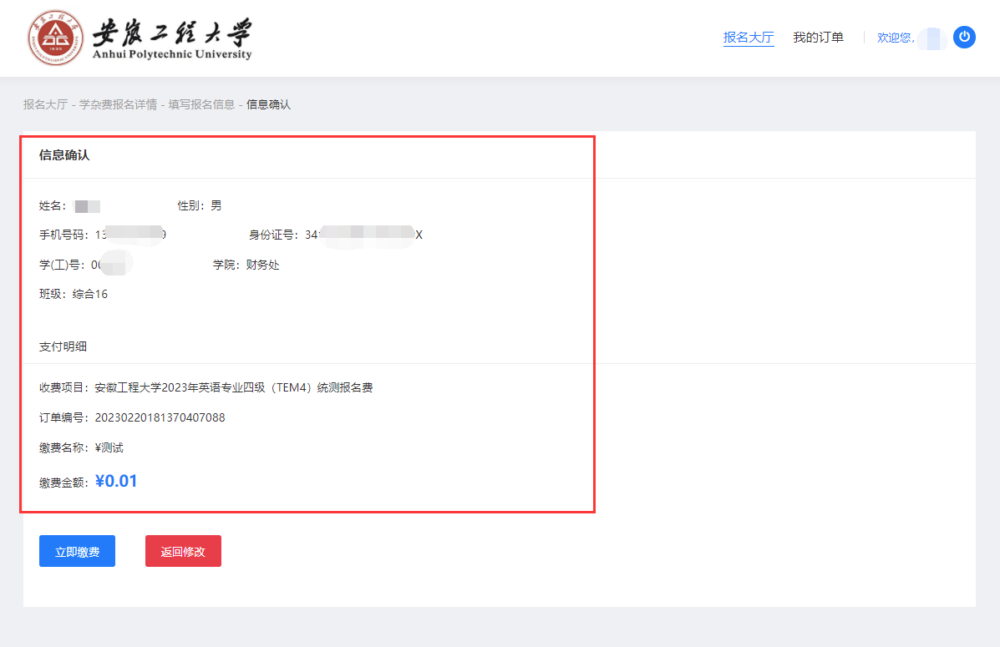 安徽工程大学
Anhui Polytechnic University
报名大厅 我的订单 欢迎您,
报名大厅 - 学杂费报名详情 - 填写报名信息 - 信息确认
信息确认
姓名： 性别：男
手机号码：13 9 身份证号：341 X
学(工)号：00 学院：财务处
班级：综合16
支付明细
收费项目：安徽工程大学2023年英语专业四级（TEM4）统测报名费
订单编号：20230220181370407088
缴费名称：¥测试
缴费金额：¥0.01
立即缴费 返回修改